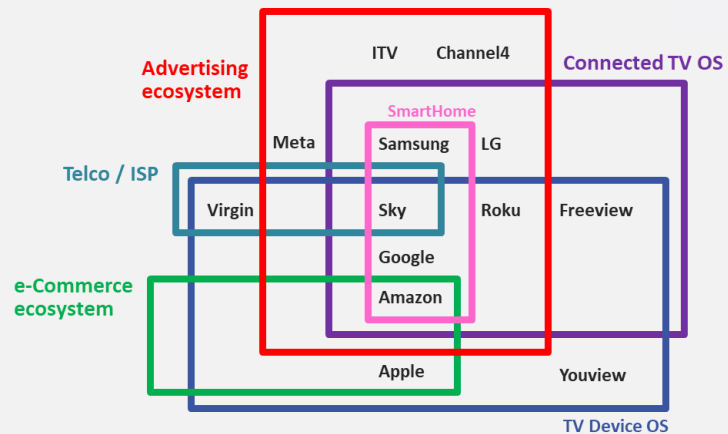 ITV Channel4
Advertising
ecosystem
Connected TV OS
SmartHome
Meta Samsung LG
Telco / ISP
Virgin Sky Roku Freeview
Google
e-Commerce
ecosystem
Amazon
Apple Youview
TV Device OS